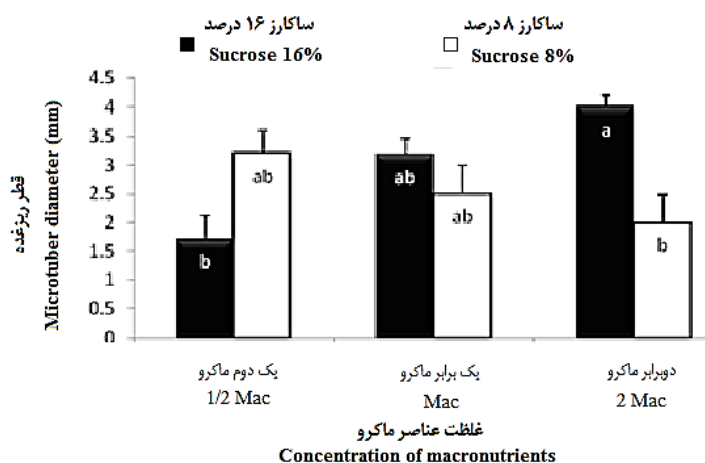 ساکارز ۱۶ درصد
Sucrose 16%
ساکارز ۸ درصد
Sucrose 8%
قطر ریزغده
Microtuber diameter (mm)
4.5
4
3.5
3
2.5
2
1.5
1
0.5
0
b
ab
ab
ab
a
b
یک دوم ماکرو
1/2 Mac
یک برابر ماکرو
Mac
دوبرابر ماکرو
2 Mac
غلظت عناصر ماکرو
Concentration of macronutrients